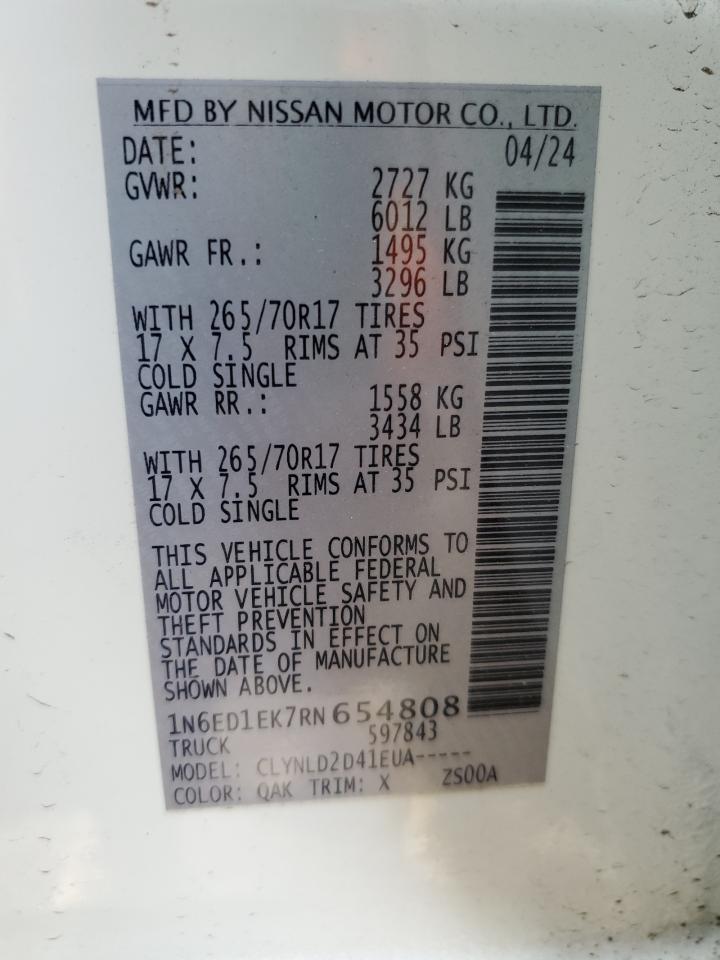 MFD BY NISSAN MOTOR CO., LTD.
DATE: 04/24
GVWR: 2727 KG
6012 LB
GAWR FR.: 1495 KG
3296 LB
WITH 265/70R17 TIRES
17 X 7.5 RIMS AT 35 PSI
COLD SINGLE
GAWR RR.: 1558 KG
3434 LB
WITH 265/70R17 TIRES
17 X 7.5 RIMS AT 35 PSI
COLD SINGLE
THIS VEHICLE CONFORMS TO
ALL APPLICABLE FEDERAL
MOTOR VEHICLE SAFETY AND
THEFT PREVENTION
STANDARDS IN EFFECT ON
THE DATE OF MANUFACTURE
SHOWN ABOVE.
1N6ED1EK7RN654808
TRUCK 597843
MODEL: CLYNLD2D41EUA-----
COLOR: QAK TRIM: X ZS00A